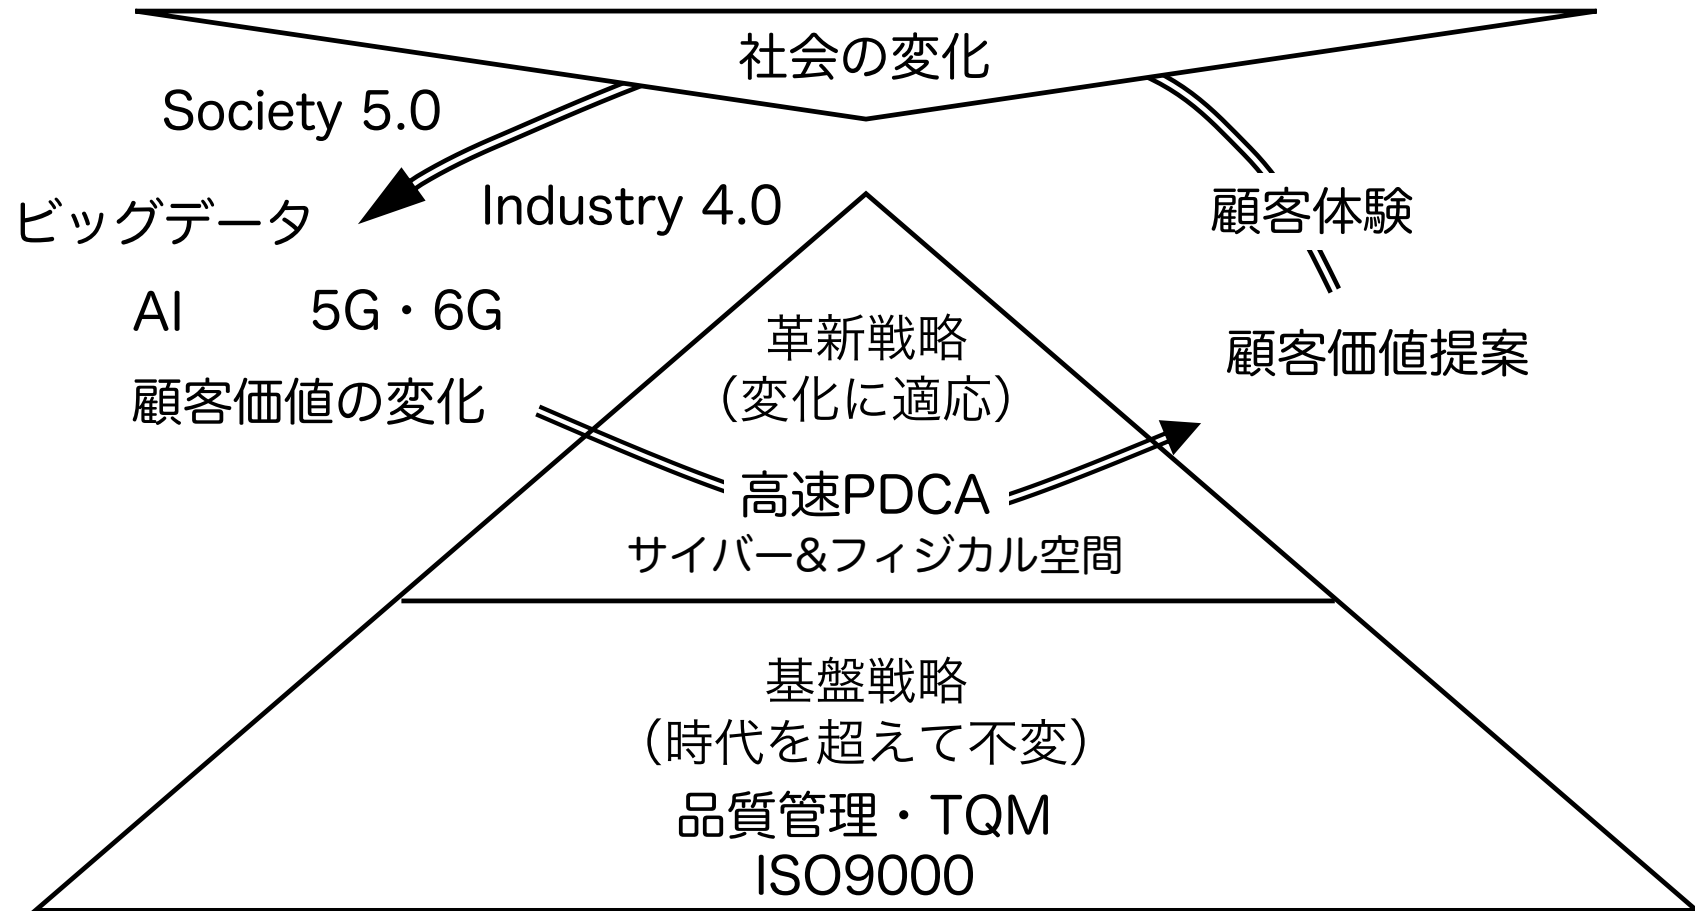 社会の変化
Society 5.0
Industry 4.0
ビッグデータ
AI
5G・6G
顧客価値の変化
顧客体験
顧客価値提案
革新戦略
（変化に適応）
高速PDCA
サイバー&フィジカル空間
基盤戦略
（時代を超えて不変）
品質管理・TQM
ISO9000